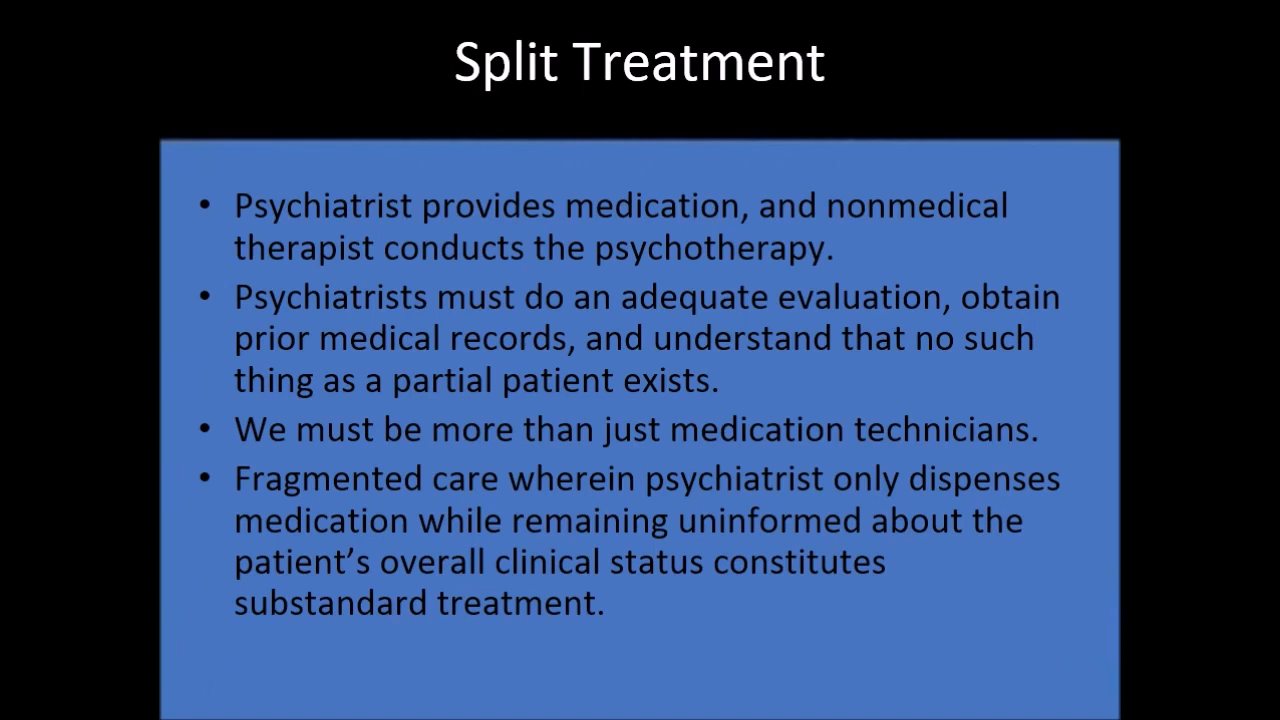 Split Treatment
• Psychiatrist provides medication, and nonmedical
therapist conducts the psychotherapy.
• Psychiatrists must do an adequate evaluation, obtain
prior medical records, and understand that no such
thing as a partial patient exists.
• We must be more than just medication technicians.
• Fragmented care wherein psychiatrist only dispenses
medication while remaining uninformed about the
patient’s overall clinical status constitutes
substandard treatment.